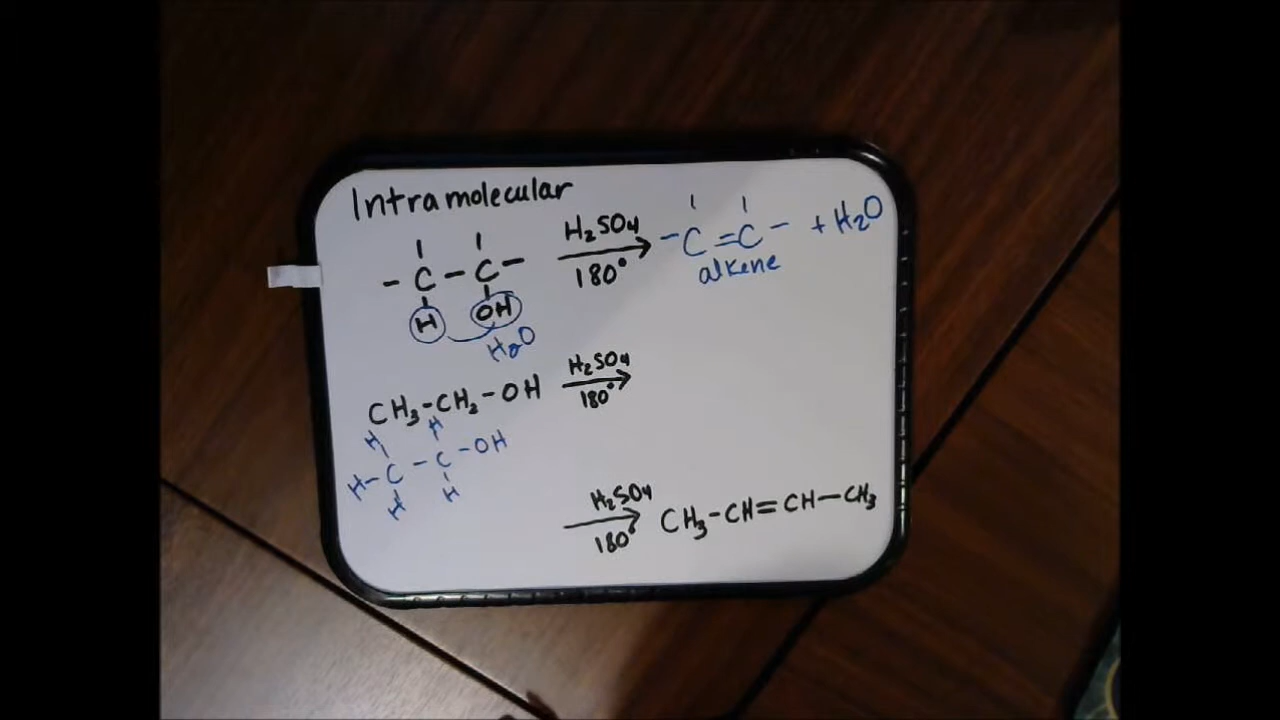 Intramolecular
H₂SO₄
180°
- C - C -
H OH
H₂O
- C = C - + H₂O
alkene
CH₃-CH₂-OH
H₂SO₄
180°
H H
H- C - C -OH
H H
H₂SO₄
180°
CH₃-CH=CH-CH₃